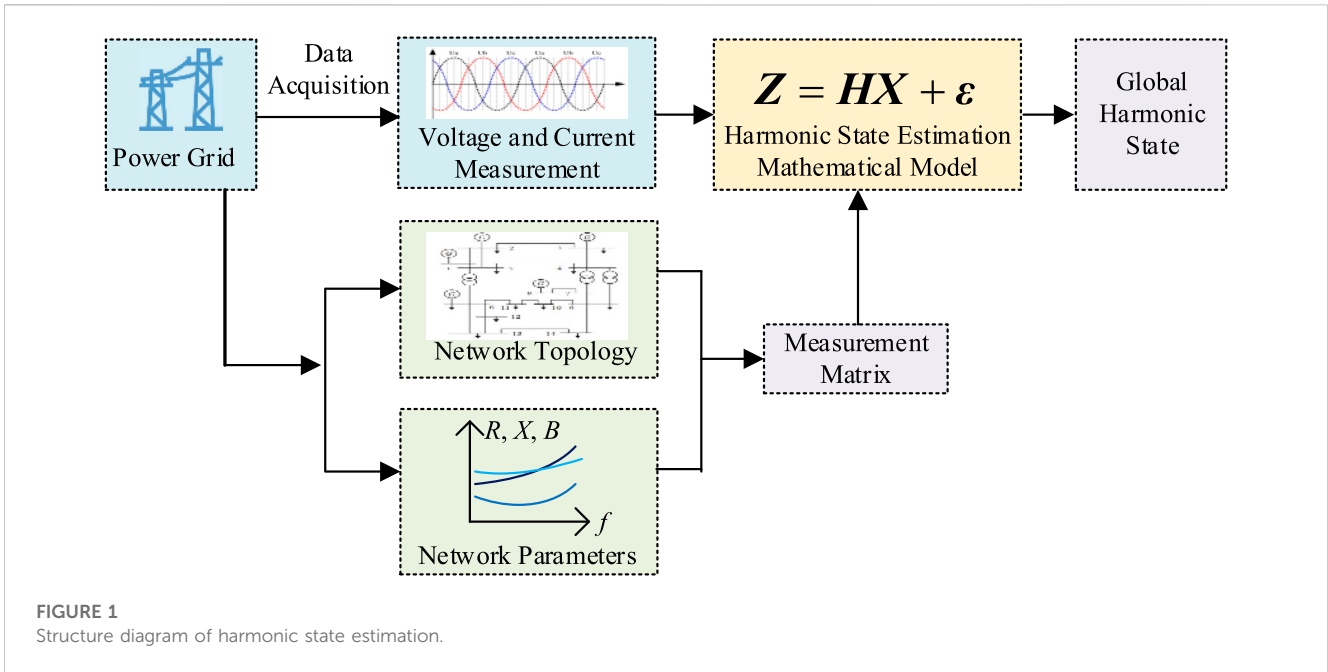 Data
Acquisition
Power Grid
Voltage and Current
Measurement
Z = HX + ε
Harmonic State Estimation
Mathematical Model
Global
Harmonic
State
Network Topology
Measurement
Matrix
R, X, B
f
Network Parameters
FIGURE 1
Structure diagram of harmonic state estimation.